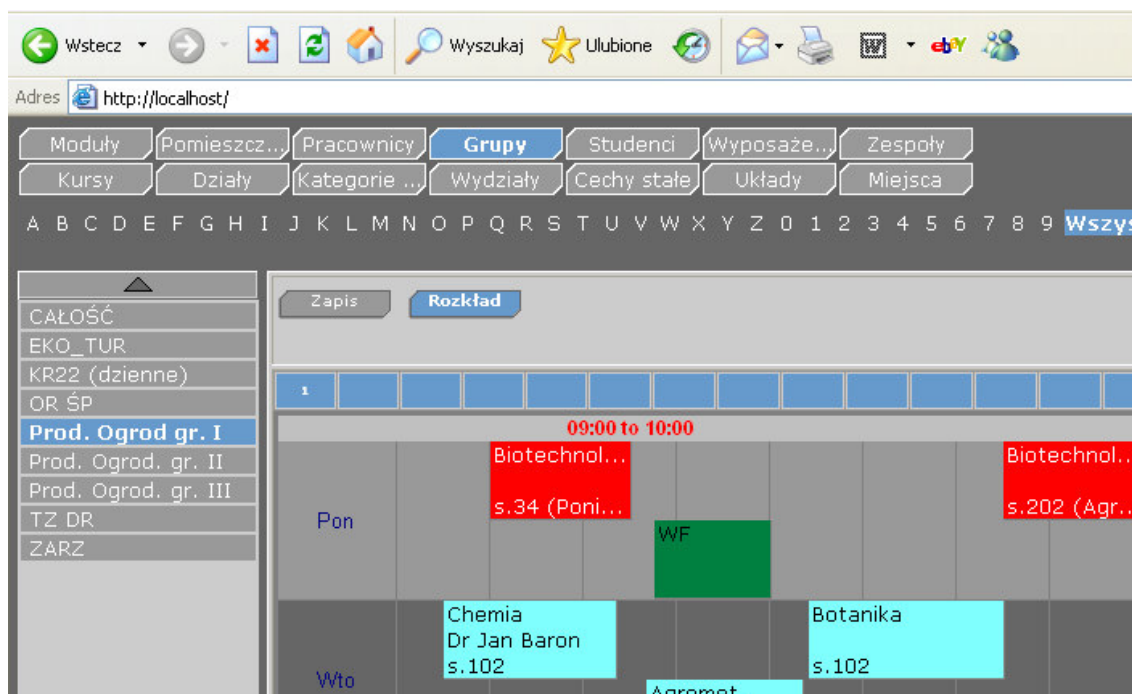 Wstecz Wyszukaj Ulubione W ebY
Adres http://localhost/
Moduły Pomieszcz... Pracownicy Grupy Studenci Wyposaże... Zespoły
Kursy Działy Kategorie ... Wydziały Cechy stałe Układy Miejsca
A B C D E F G H I J K L M N O P Q R S T U V W X Y Z 0 1 2 3 4 5 6 7 8 9 Wszys
Zapis Rozkład
CAŁOŚĆ
EKO_TUR
KR22 (dzienne)
OR ŚP
Prod. Ogrod gr. I
Prod. Ogrod. gr. II
Prod. Ogrod. gr. III
TZ DR
ZARZ
1
09:00 to 10:00
Pon
Biotechnol...
s.34 (Poni...
WF
Biotechnol...
s.202 (Agr...
Wto
Chemia
Dr Jan Baron
s.102
Agromet
Botanika
s.102